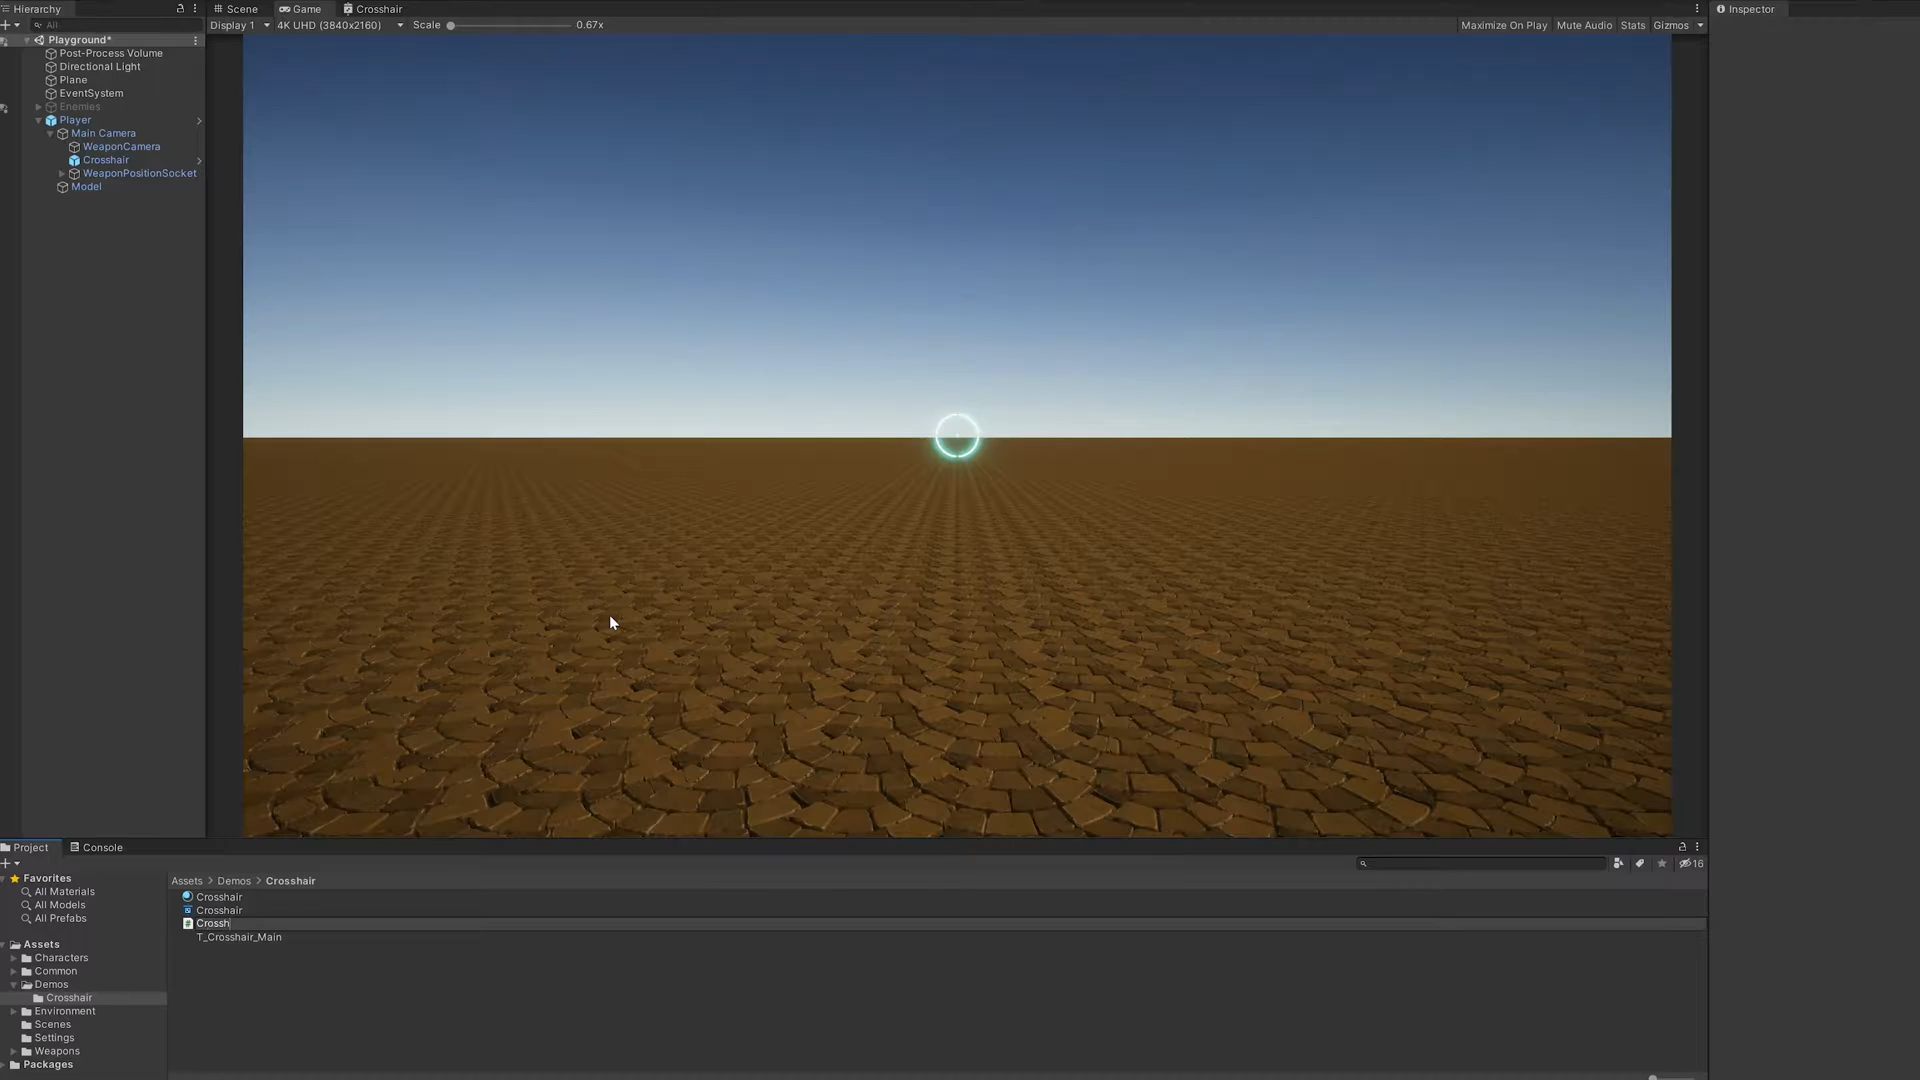 Hierarchy
Scene
Game
Crosshair
Inspector
All
Display 1
4K UHD (3840x2160)
Scale
0.67x
Maximize On Play
Mute Audio
Stats
Gizmos
Playground*
Post-Process Volume
Directional Light
Plane
EventSystem
Enemies
Player
Main Camera
WeaponCamera
Crosshair
WeaponPositionSocket
Model
Project
Console
16
Favorites
All Materials
All Models
All Prefabs
Assets
Characters
Common
Demos
Crosshair
Environment
Scenes
Settings
Weapons
Packages
Assets > Demos > Crosshair
Crosshair
Crosshair
Crossh
T_Crosshair_Main